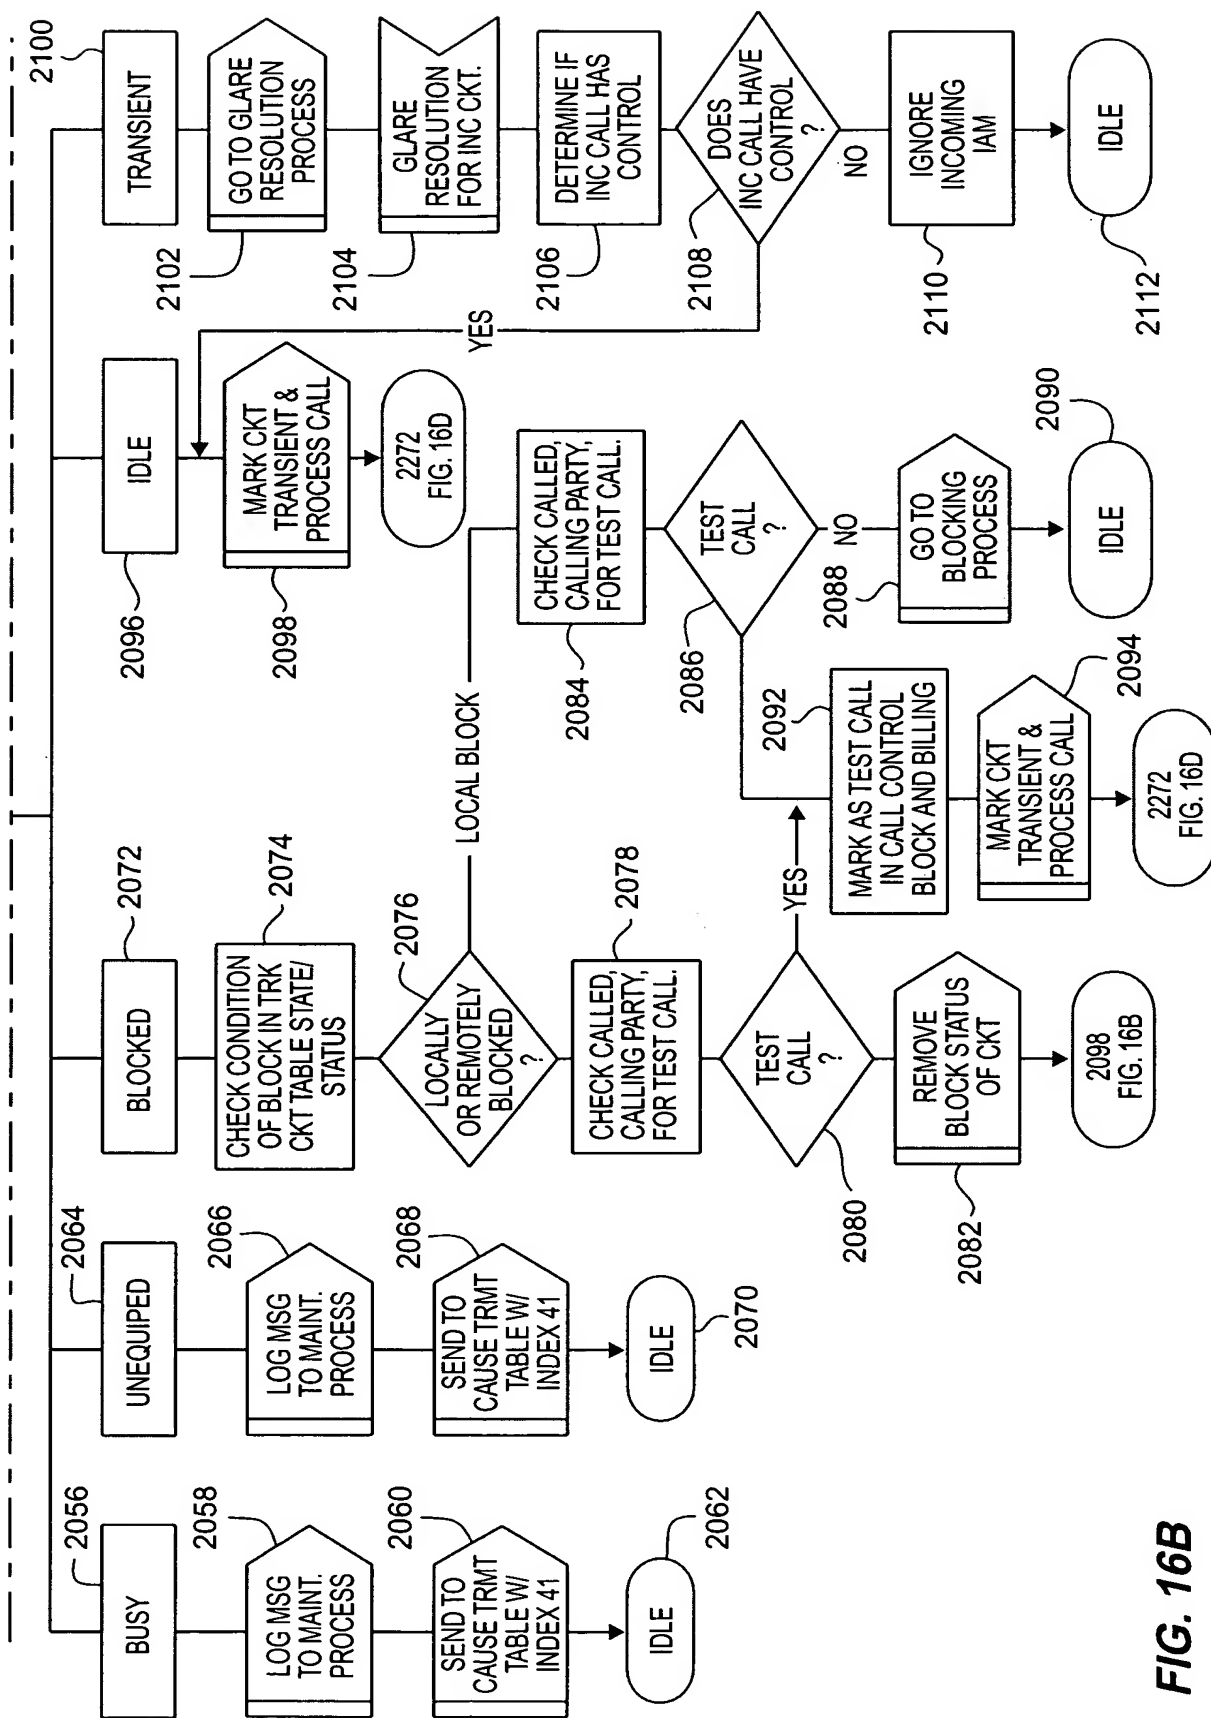 2056
BUSY
2058
LOG MSG
TO MAINT.
PROCESS
2060
SEND TO
CAUSE TRMT
TABLE W/
INDEX 41
2062
IDLE
2064
UNEQUIPED
2066
LOG MSG
TO MAINT.
PROCESS
2068
SEND TO
CAUSE TRMT
TABLE W/
INDEX 41
2070
IDLE
2072
BLOCKED
2074
CHECK CONDITION
OF BLOCK IN TRK
CKT TABLE STATE/
STATUS
2076
LOCALLY
OR REMOTELY
BLOCKED
?
LOCAL BLOCK
2078
CHECK CALLED,
CALLING PARTY,
FOR TEST CALL.
2080
TEST
CALL
?
YES
2082
REMOVE
BLOCK STATUS
OF CKT
2098
FIG. 16B
2084
CHECK CALLED,
CALLING PARTY,
FOR TEST CALL.
2086
TEST
CALL
?
NO
2088
GO TO
BLOCKING
PROCESS
2090
IDLE
2092
MARK AS TEST CALL
IN CALL CONTROL
BLOCK AND BILLING
2094
MARK CKT
TRANSIENT &
PROCESS CALL
2272
FIG. 16D
2096
IDLE
2098
MARK CKT
TRANSIENT &
PROCESS CALL
2272
FIG. 16D
2100
TRANSIENT
2102
GO TO GLARE
RESOLUTION
PROCESS
2104
GLARE
RESOLUTION
FOR INC CKT.
2106
DETERMINE IF
INC CALL HAS
CONTROL
2108
DOES
INC CALL HAVE
CONTROL
?
YES
NO
2110
IGNORE
INCOMING
IAM
2112
IDLE
FIG. 16B